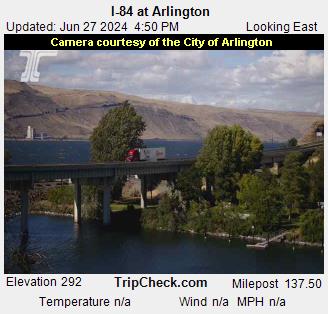 I-84 at Arlington
Updated: Jun 27 2024 4:50 PM Looking East
Camera courtesy of the City of Arlington
Elevation 292 TripCheck.com Milepost 137.50
Temperature n/a Wind n/a MPH n/a